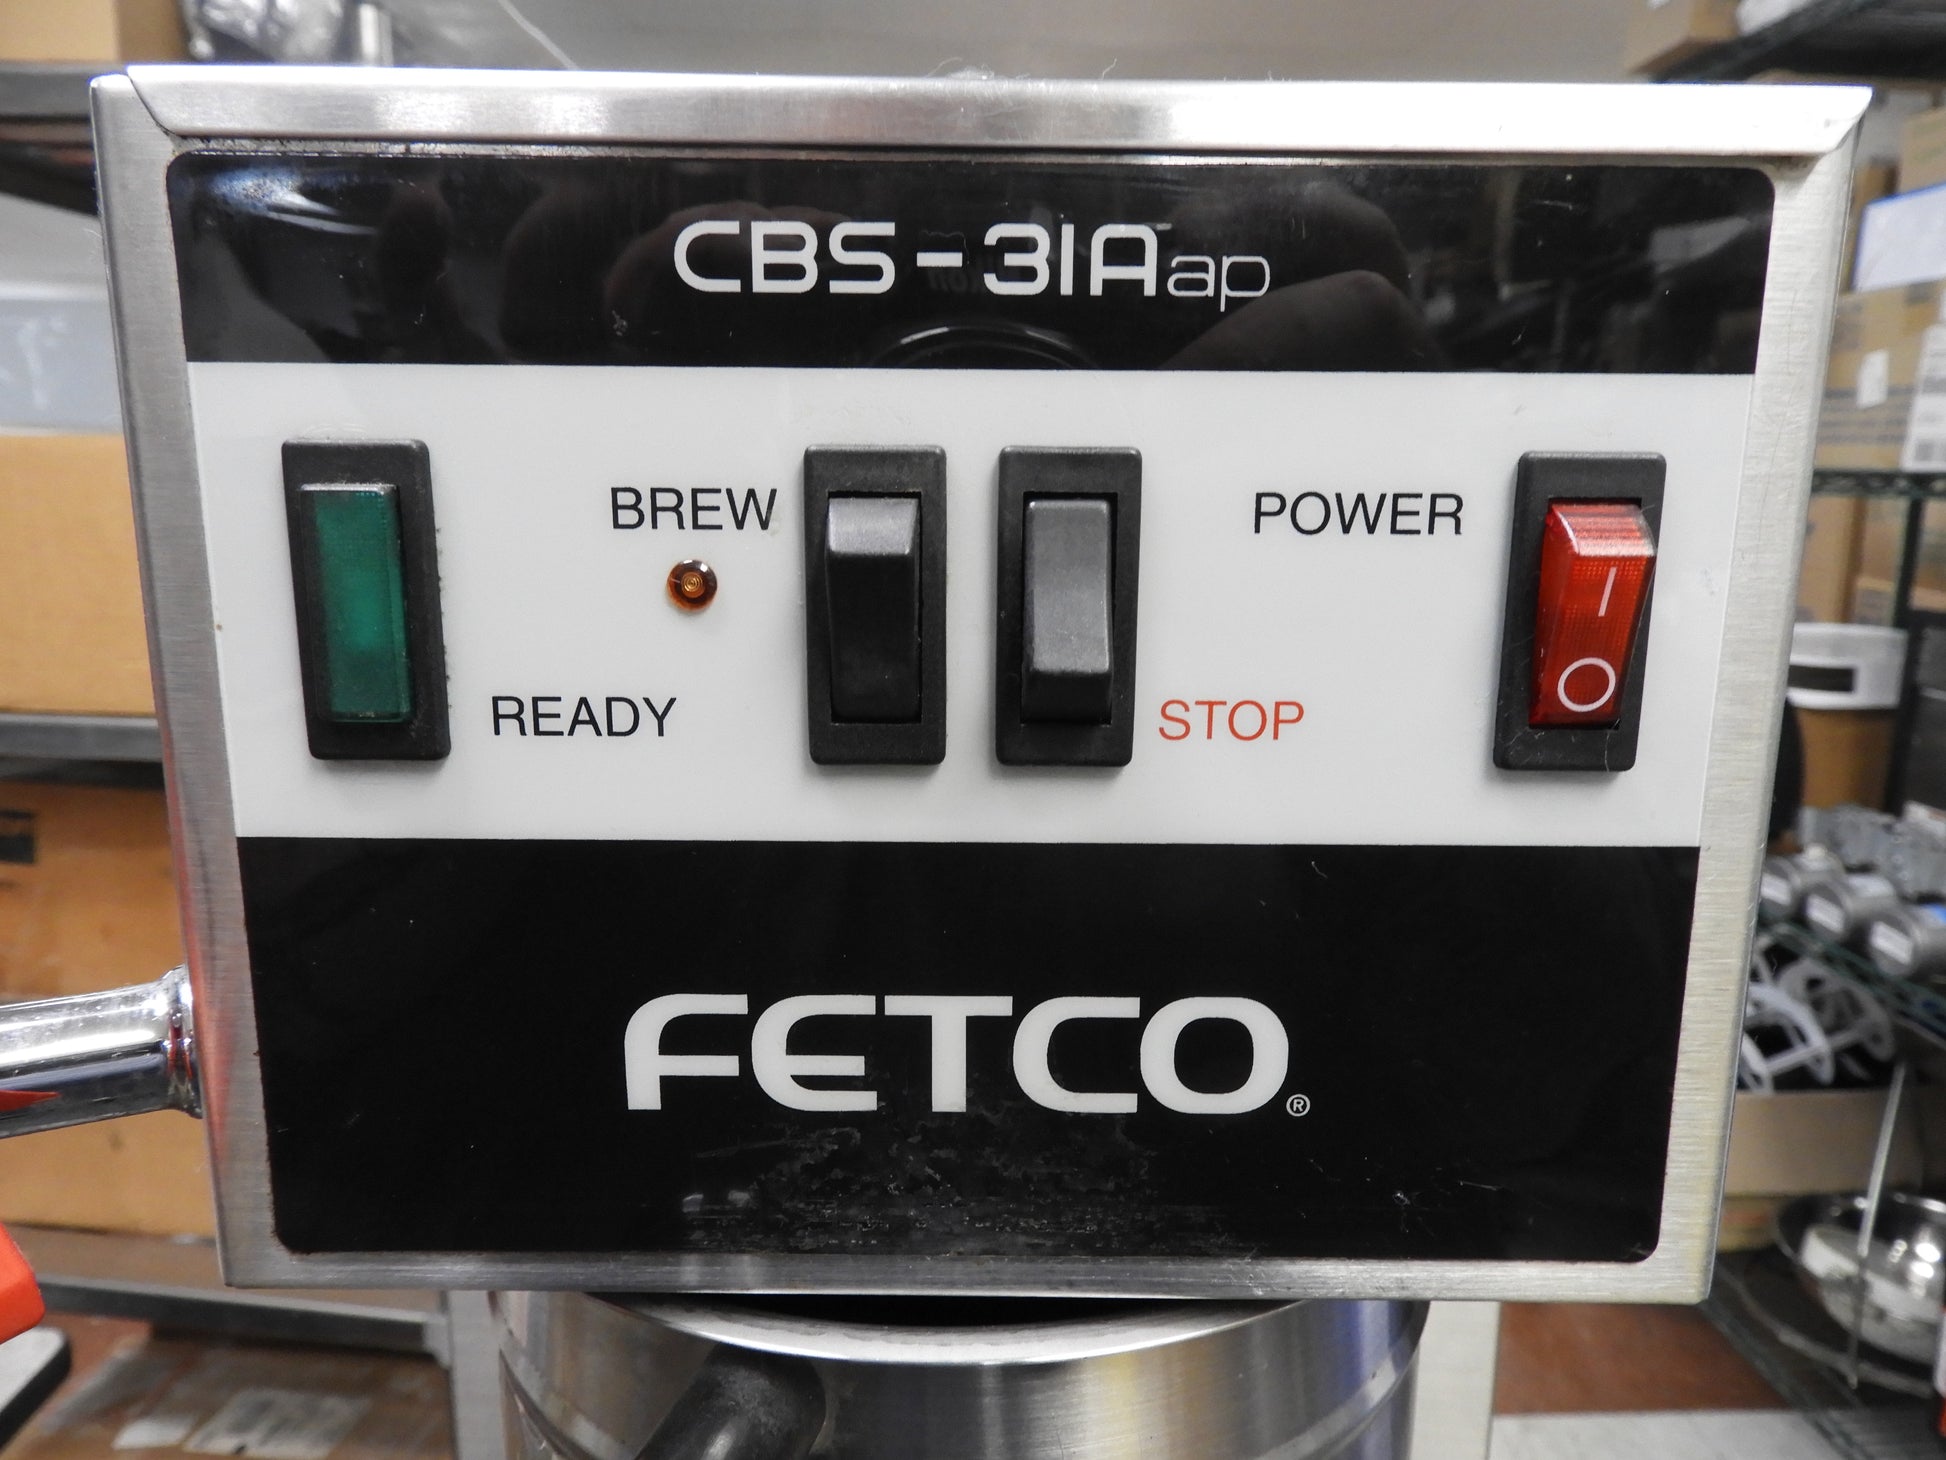 CBS-31Aap
BREW
POWER
I
O
READY
STOP
FETCO®